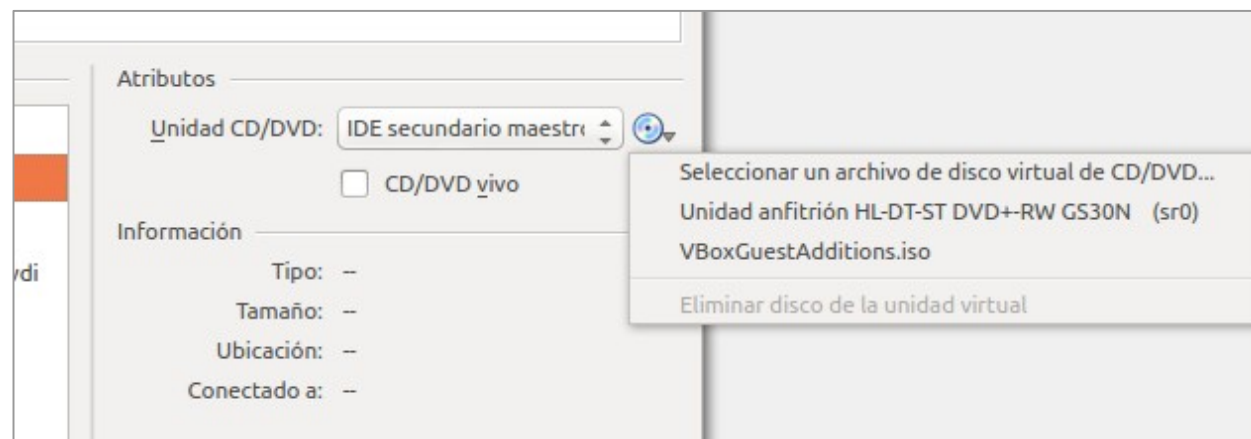 Atributos
Unidad CD/DVD: IDE secundario maestr
CD/DVD vivo
Información
Tipo: --
Tamaño: --
Ubicación: --
Conectado a: --
vdi
Seleccionar un archivo de disco virtual de CD/DVD...
Unidad anfitrión HL-DT-ST DVD+-RW GS30N (sr0)
VBoxGuestAdditions.iso
Eliminar disco de la unidad virtual